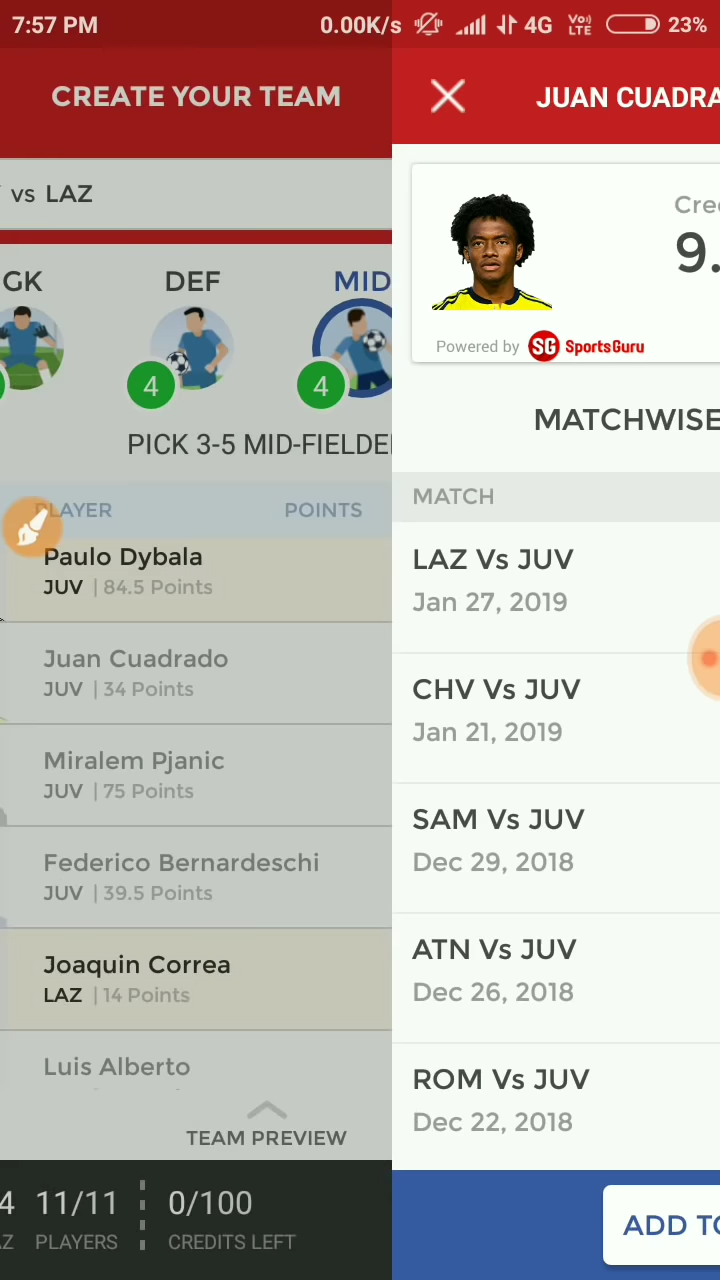 7:57 PM 0.00K/s 4G Vo)) LTE 23%
CREATE YOUR TEAM
vs LAZ
GK DEF MID
4 4
PICK 3-5 MID-FIELDE
PLAYER POINTS
Paulo Dybala
JUV | 84.5 Points
Juan Cuadrado
JUV | 34 Points
Miralem Pjanic
JUV | 75 Points
Federico Bernardeschi
JUV | 39.5 Points
Joaquin Correa
LAZ | 14 Points
Luis Alberto
TEAM PREVIEW
4 11/11 0/100
AZ PLAYERS CREDITS LEFT
JUAN CUADRA
Cre
9.
Powered by SG SportsGuru
MATCHWISE
MATCH
LAZ Vs JUV
Jan 27, 2019
CHV Vs JUV
Jan 21, 2019
SAM Vs JUV
Dec 29, 2018
ATN Vs JUV
Dec 26, 2018
ROM Vs JUV
Dec 22, 2018
ADD TO